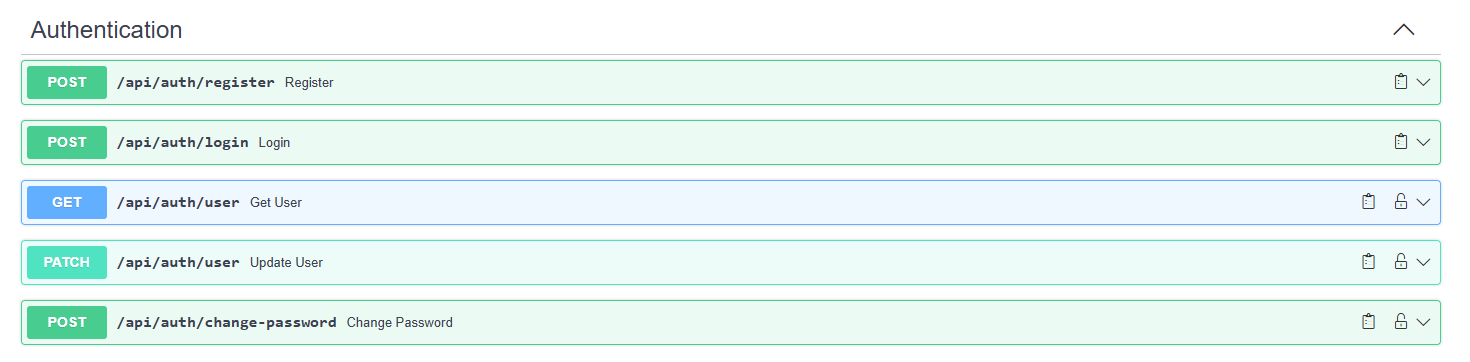 Authentication
POST /api/auth/register Register
POST /api/auth/login Login
GET /api/auth/user Get User
PATCH /api/auth/user Update User
POST /api/auth/change-password Change Password